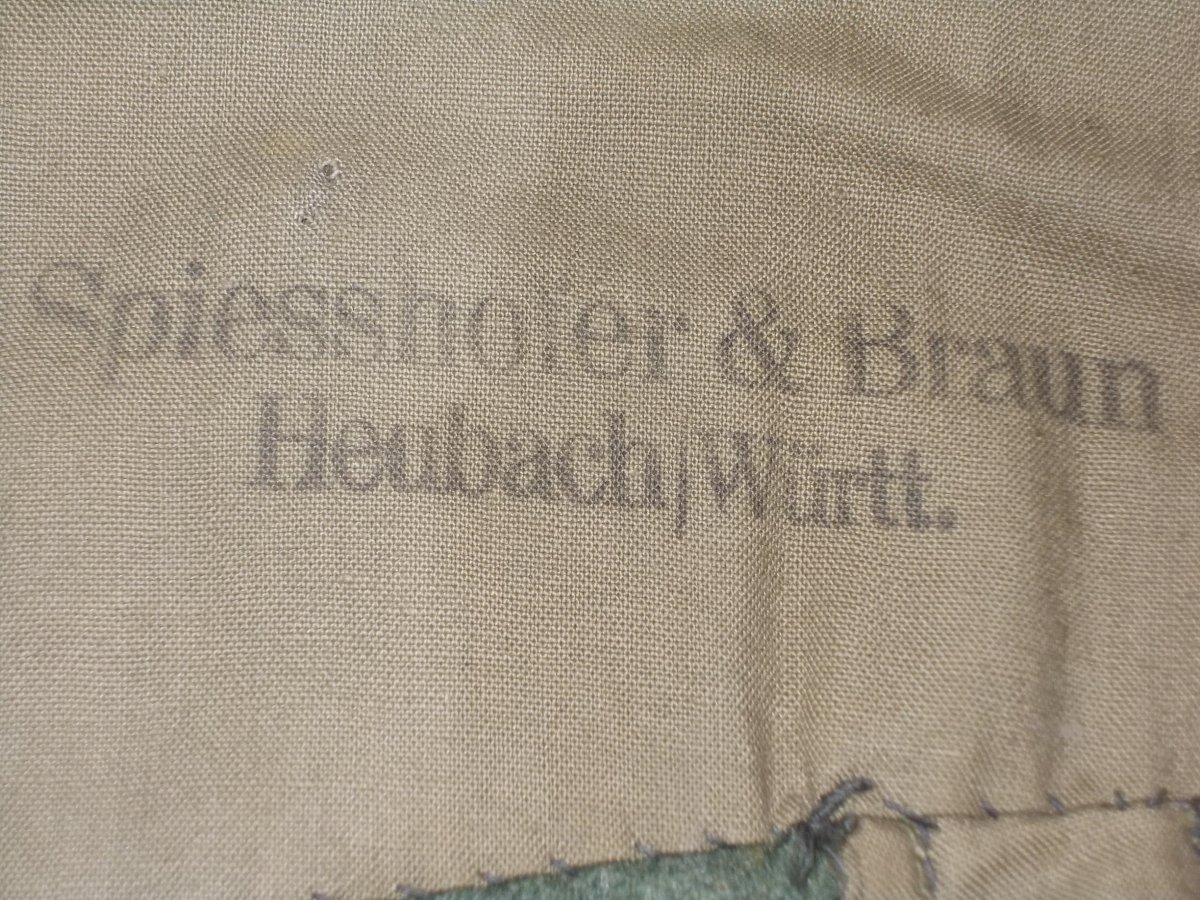 Spiesshofer & Braun
Heubach/Württ.